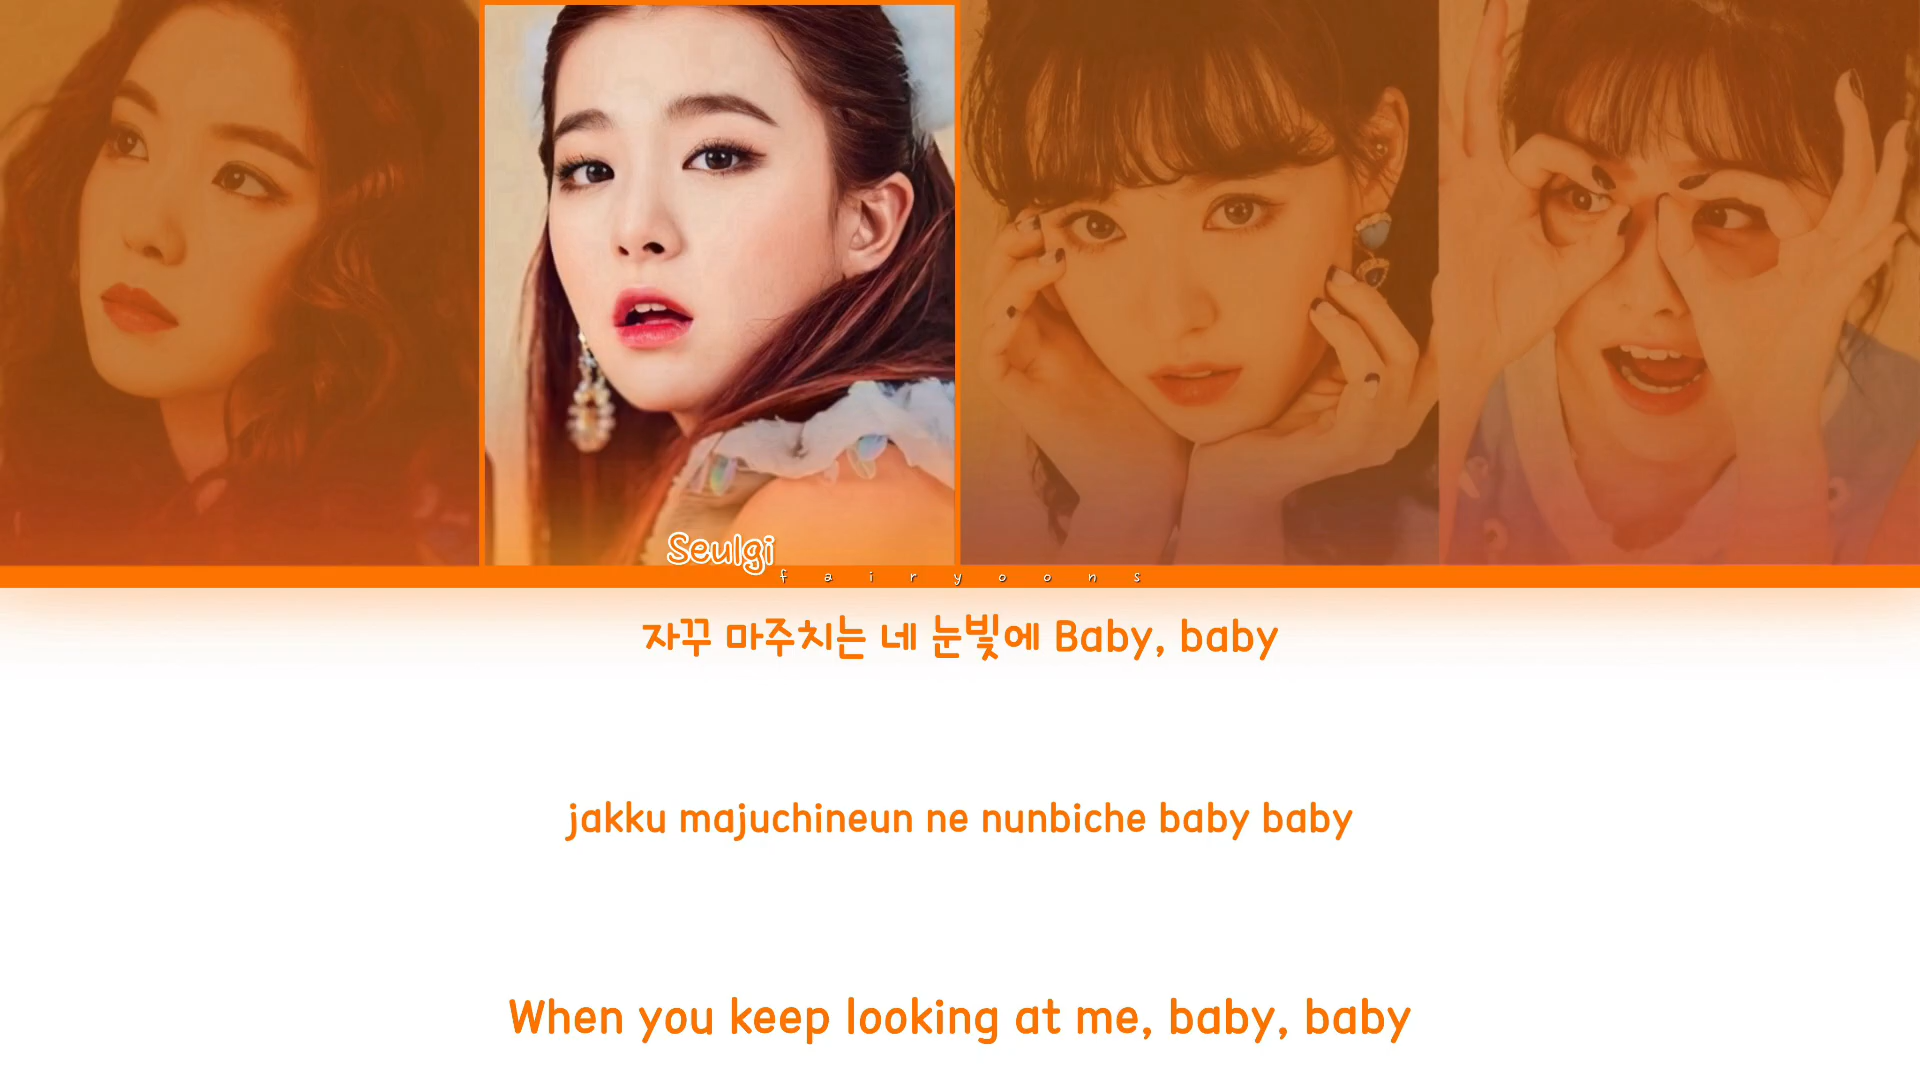 Seulgi
fairyoons
자꾸 마주치는 네 눈빛에 Baby, baby
jakku majuchineun ne nunbiche baby baby
When you keep looking at me, baby, baby